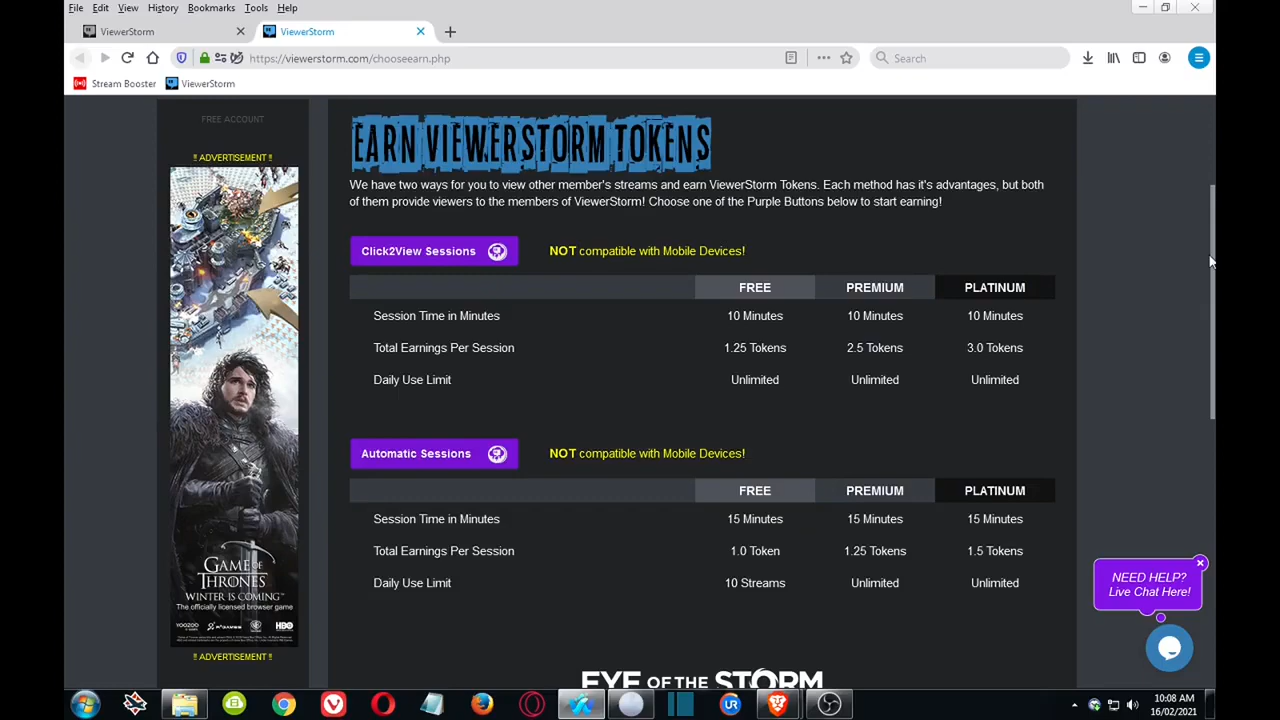 File Edit View History Bookmarks Tools Help
ViewerStorm
ViewerStorm
https://viewerstorm.com/chooseearn.php
Search
Stream Booster ViewerStorm
FREE ACCOUNT
!! ADVERTISEMENT !!
GAME OF THRONES
WINTER IS COMING™
The officially licensed browser game
YOOZOO GAMES HBO
!! ADVERTISEMENT !!
EARN VIEWERSTORM TOKENS
We have two ways for you to view other member's streams and earn ViewerStorm Tokens. Each method has it's advantages, but both
of them provide viewers to the members of ViewerStorm! Choose one of the Purple Buttons below to start earning!
Click2View Sessions NOT compatible with Mobile Devices!
FREE PREMIUM PLATINUM
Session Time in Minutes 10 Minutes 10 Minutes 10 Minutes
Total Earnings Per Session 1.25 Tokens 2.5 Tokens 3.0 Tokens
Daily Use Limit Unlimited Unlimited Unlimited
Automatic Sessions NOT compatible with Mobile Devices!
FREE PREMIUM PLATINUM
Session Time in Minutes 15 Minutes 15 Minutes 15 Minutes
Total Earnings Per Session 1.0 Token 1.25 Tokens 1.5 Tokens
Daily Use Limit 10 Streams Unlimited Unlimited
EYE OF THE STORM
NEED HELP?
Live Chat Here!
UR
10:08 AM
16/02/2021